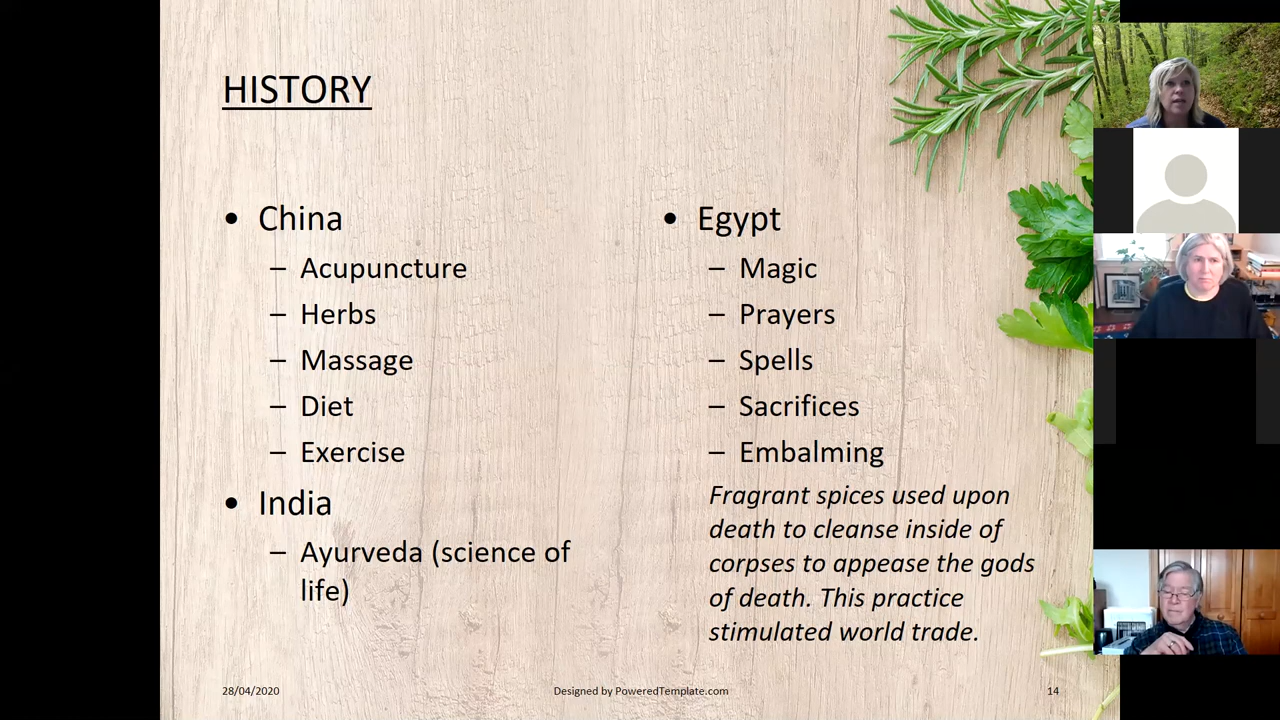 HISTORY
• China
– Acupuncture
– Herbs
– Massage
– Diet
– Exercise
• India
– Ayurveda (science of
life)
• Egypt
– Magic
– Prayers
– Spells
– Sacrifices
– Embalming
Fragrant spices used upon
death to cleanse inside of
corpses to appease the gods
of death. This practice
stimulated world trade.
28/04/2020
Designed by PoweredTemplate.com
14